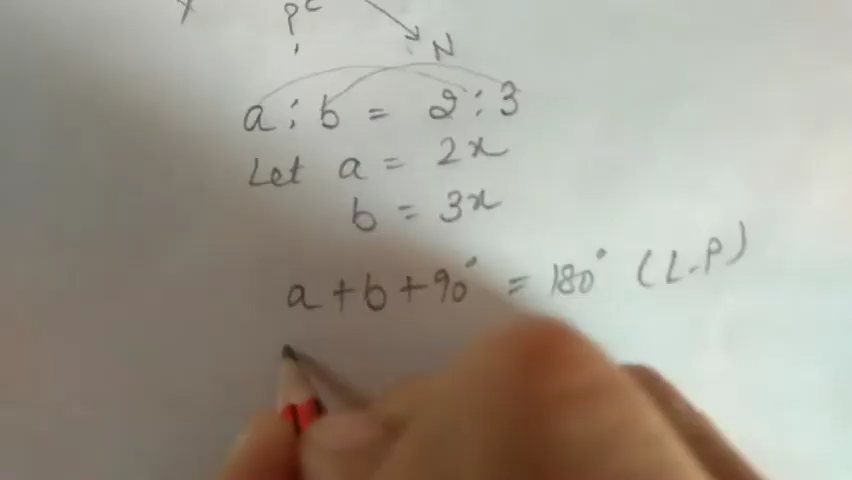 N
a : b = 2 : 3
Let a = 2x
b = 3x
a + b + 90° = 180° (L.P)